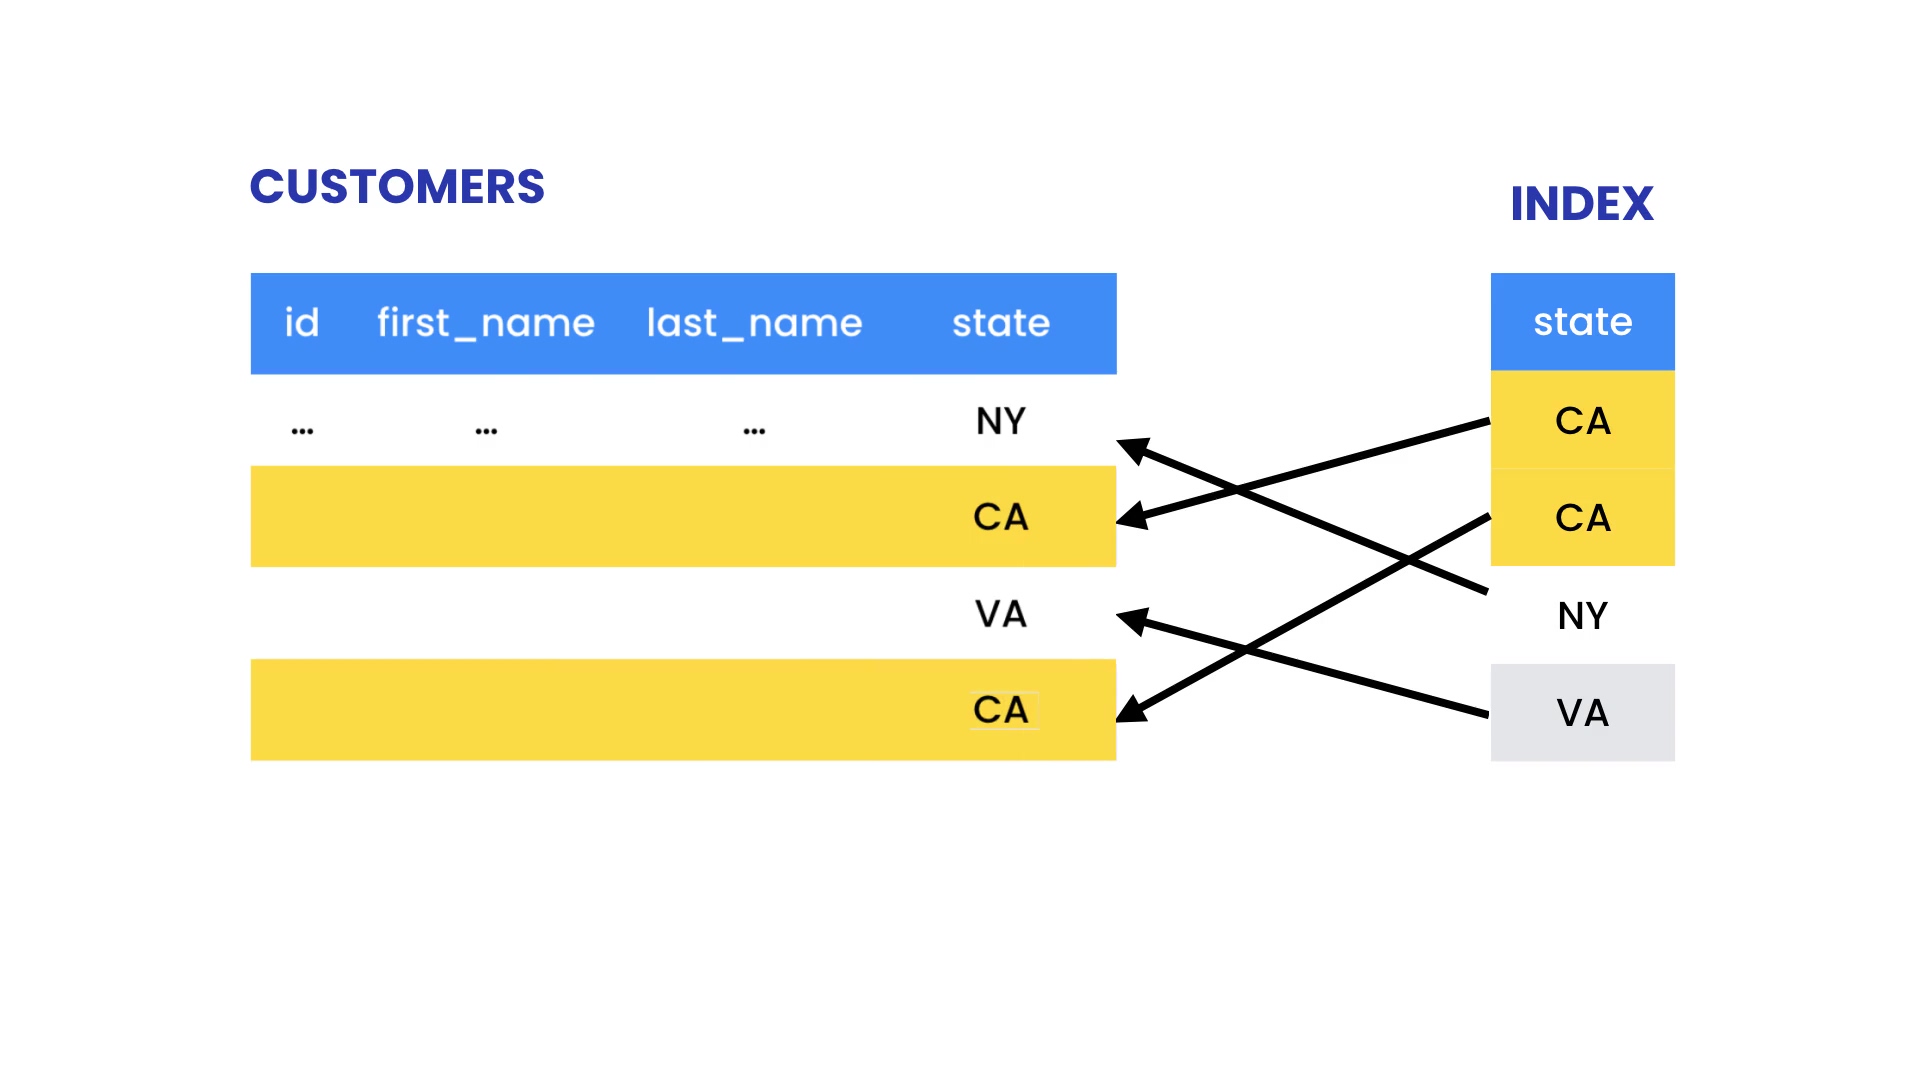 CUSTOMERS
INDEX
id first_name last_name state
state
... ... ... NY
CA
CA
CA
VA
NY
CA
VA